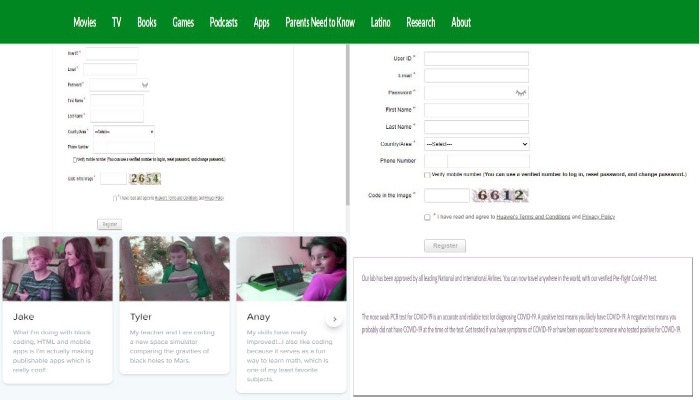 Movies TV Books Games Podcasts Apps Parents Need to Know Latino Research About
Email *
Password *
First Name *
Last Name *
Country/Area * ---Select---
Phone Number
Verify mobile number (You can use a verified number to log in, reset password, and change password.)
Code in the Image * 2654
* I have read and agree to Huawei's Terms and Conditions and Privacy Policy
Register
User ID *
Email *
Password *
First Name *
Last Name *
Country/Area * ---Select---
Phone Number
Verify mobile number (You can use a verified number to log in, reset password, and change password.)
Code in the Image * 6612
* I have read and agree to Huawei's Terms and Conditions and Privacy Policy
Register
Jake
What I'm doing with block
coding, HTML and mobile
apps is I'm actually making
publishable apps which is
really cool!
Tyler
My teacher and I are coding
a new space simulator
comparing the gravities of
black holes to Mars.
Anay
My skills have really
improved!...I also like coding
because it serves as a fun
way to learn math, which is
one of my least favorite
subjects.
Our lab has been approved by all leading National and International Airlines. You can now travel anywhere in the world, with our verified Pre-flight Covid-19 test.
The nose swab PCR test for COVID-19 is an accurate and reliable test for diagnosing COVID-19. A positive test means you likely have COVID-19. A negative test means you
probably did not have COVID-19 at the time of the test. Get tested if you have symptoms of COVID-19 or have been exposed to someone who tested positive for COVID-19.